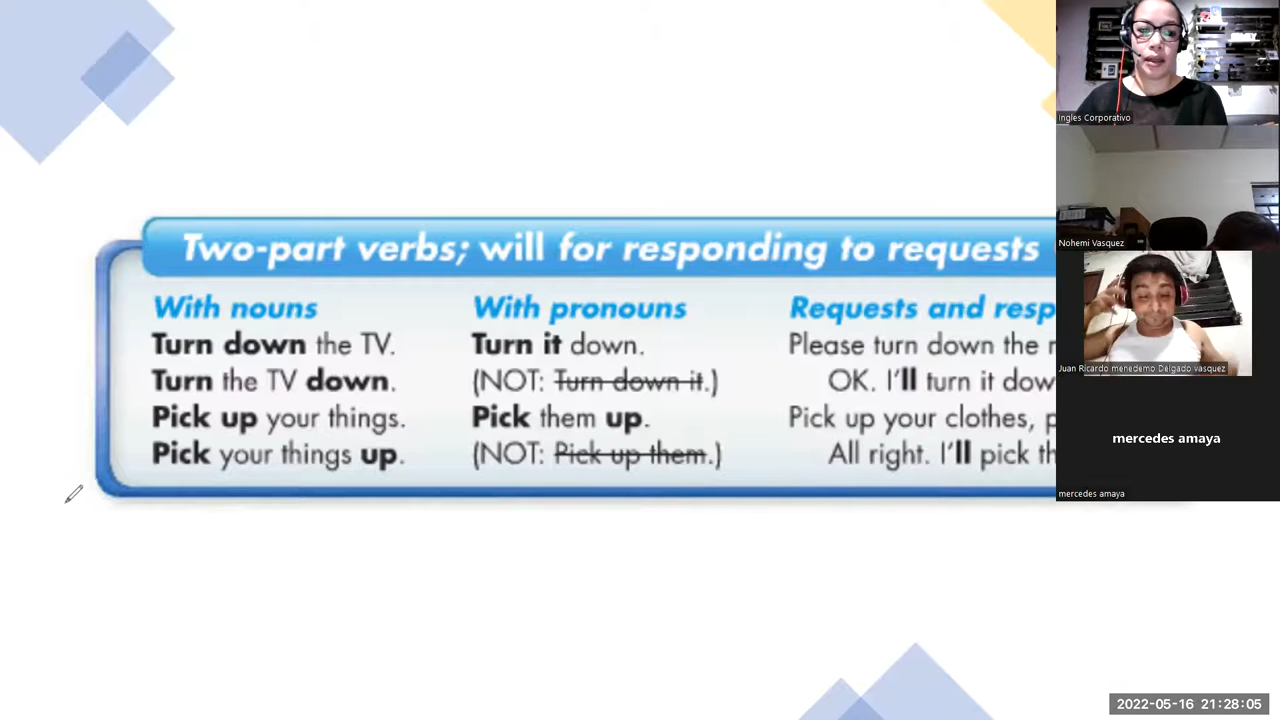 Two-part verbs; will for responding to requests
With nouns
Turn down the TV.
Turn the TV down.
Pick up your things.
Pick your things up.
With pronouns
Turn it down.
(NOT: Turn down it.)
Pick them up.
(NOT: Pick up them.)
Requests and resp
Please turn down the
OK. I'll turn it dow
Pick up your clothes,
All right. I'll pick th
Ingles Corporativo
Nohemi Vasquez
Juan Ricardo menedemo Delgado vasquez
mercedes amaya
mercedes amaya
2022-05-16 21:28:05